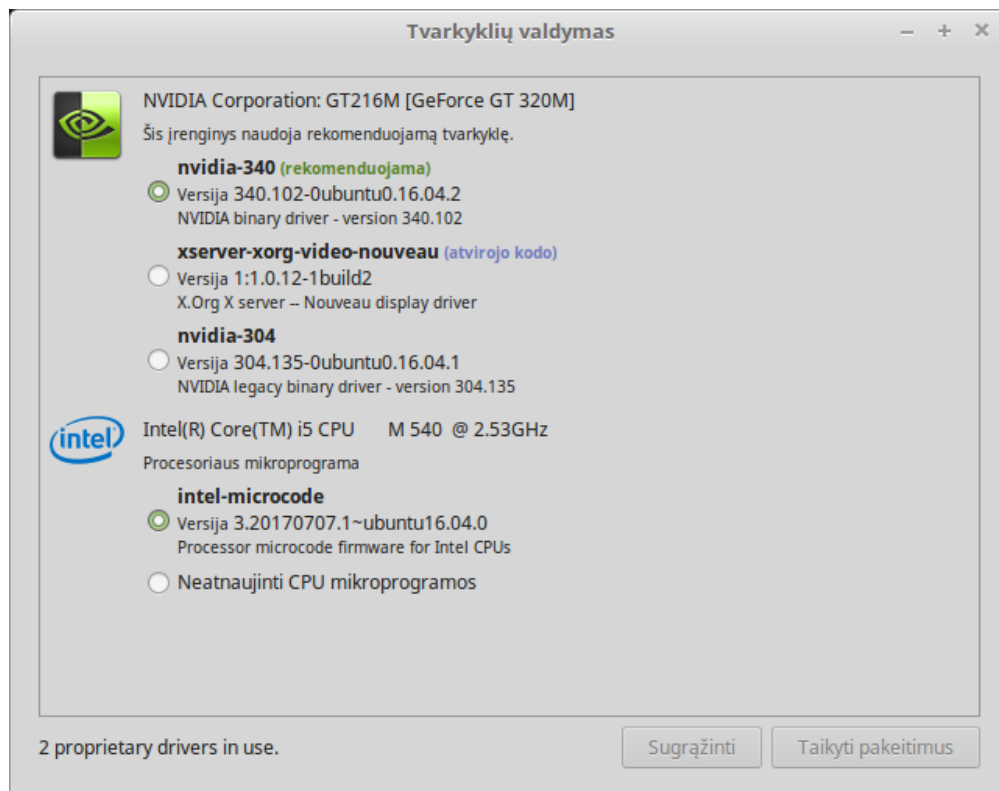 Tvarkyklių valdymas
NVIDIA Corporation: GT216M [GeForce GT 320M]
Šis įrenginys naudoja rekomenduojamą tvarkyklę.
nvidia-340 (rekomenduojama)
Versija 340.102-0ubuntu0.16.04.2
NVIDIA binary driver - version 340.102
xserver-xorg-video-nouveau (atvirojo kodo)
Versija 1:1.0.12-1build2
X.Org X server -- Nouveau display driver
nvidia-304
Versija 304.135-0ubuntu0.16.04.1
NVIDIA legacy binary driver - version 304.135
intel
Intel(R) Core(TM) i5 CPU       M 540  @ 2.53GHz
Procesoriaus mikroprograma
intel-microcode
Versija 3.20170707.1~ubuntu16.04.0
Processor microcode firmware for Intel CPUs
Neatnaujinti CPU mikroprogramos
2 proprietary drivers in use.
Sugrąžinti
Taikyti pakeitimus